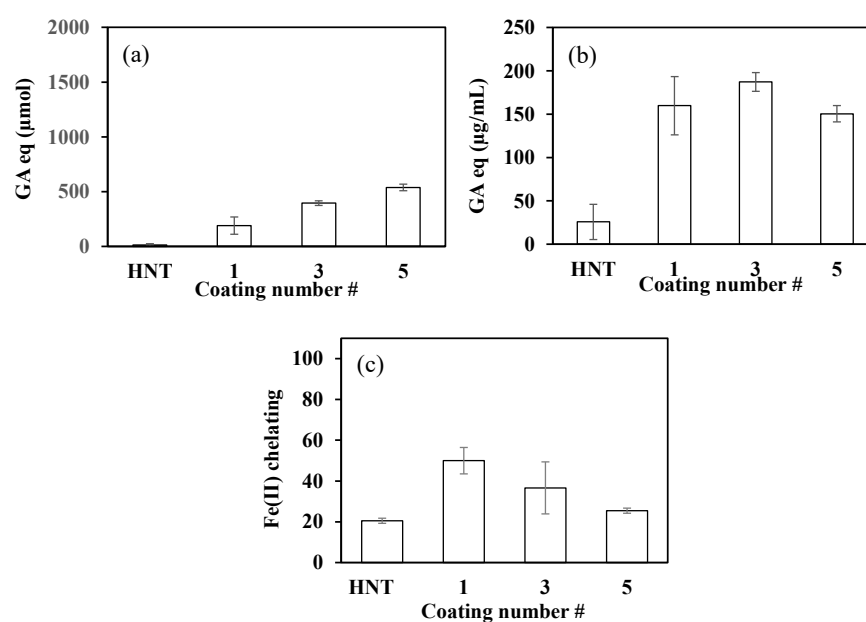 (a)
GA eq (µmol)
2000
1500
1000
500
0
HNT 1 3 5
Coating number #
(b)
GA eq (µg/mL)
250
200
150
100
50
0
HNT 1 3 5
Coating number #
(c)
Fe(II) chelating
100
80
60
40
20
0
HNT 1 3 5
Coating number #